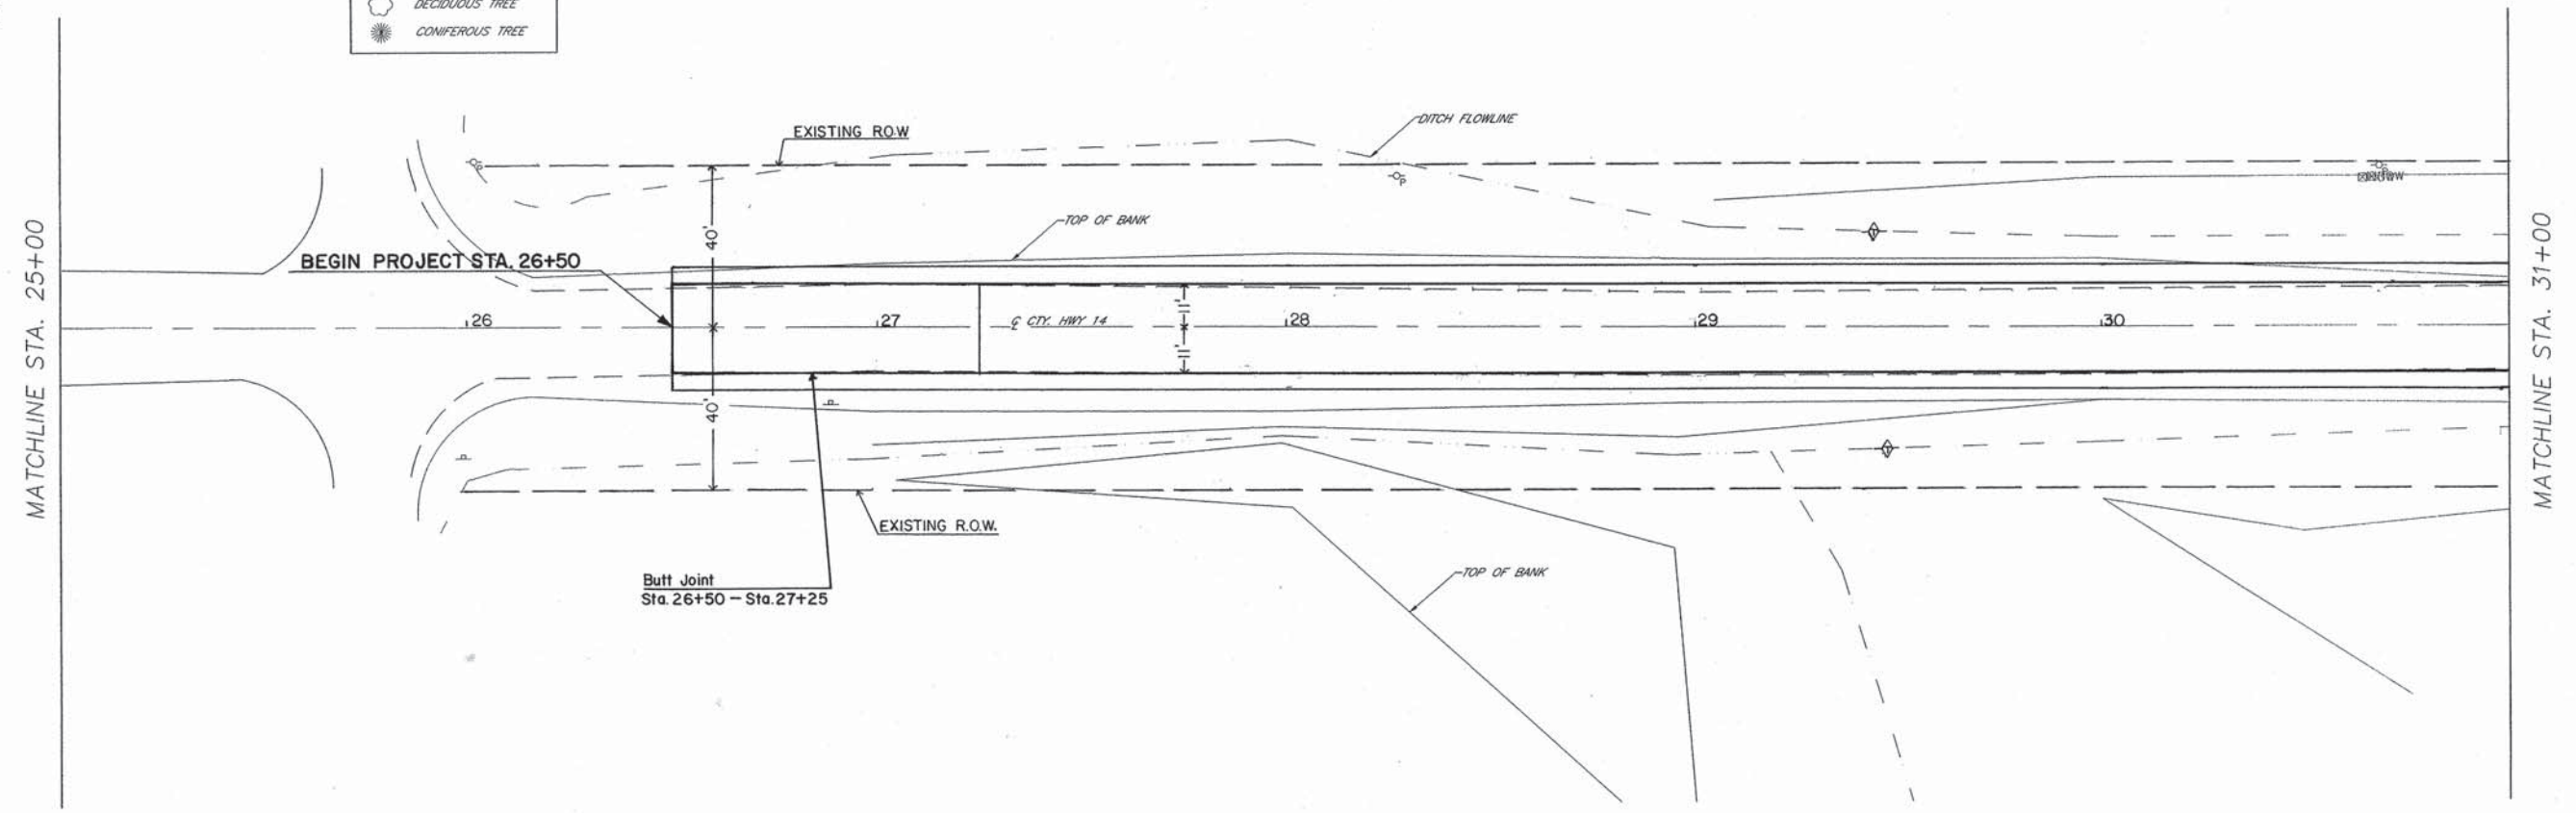 DECIDUOUS TREE
CONIFEROUS TREE
EXISTING R.O.W
DITCH FLOWLINE
TOP OF BANK
40'
BEGIN PROJECT STA. 26+50
MATCHLINE STA. 25+00
MATCHLINE STA. 31+00
26
27
℄ CTY. HWY 14
11'
28
29
30
11'
40'
EXISTING R.O.W.
Butt Joint
Sta. 26+50 – Sta. 27+25
TOP OF BANK